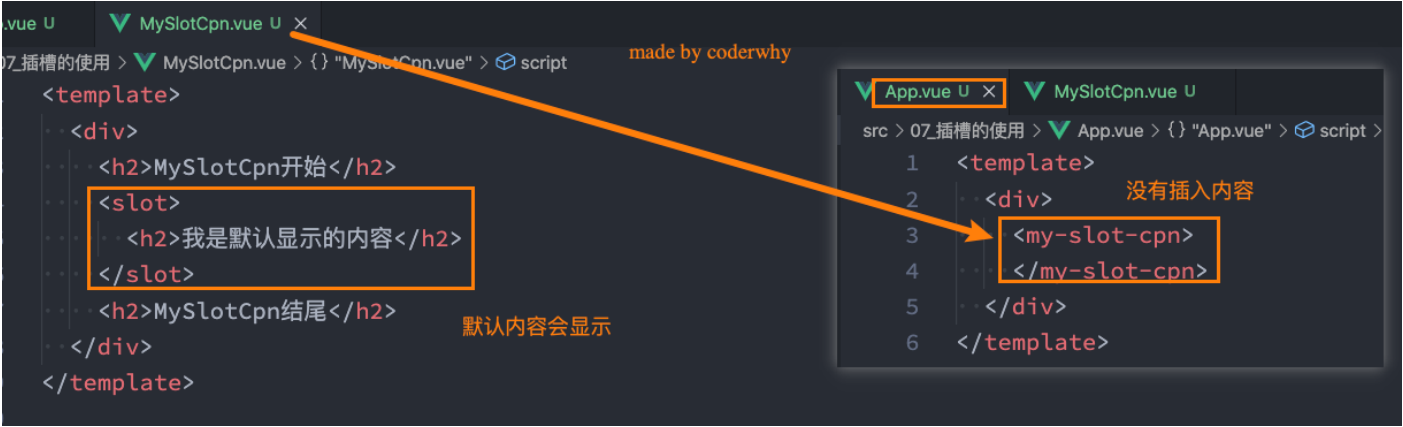 .vue U MySlotCpn.vue U ×
07_插槽的使用 > MySlotCpn.vue > {} "MySlotCpn.vue" > script
<template>
<div>
<h2>MySlotCpn开始</h2>
<slot>
<h2>我是默认显示的内容</h2>
</slot>
<h2>MySlotCpn结尾</h2>
</div>
</template>
默认内容会显示
made by coderwhy
App.vue U × MySlotCpn.vue U
src > 07_插槽的使用 > App.vue > {} "App.vue" > script >
1 <template>
2 <div>
没有插入内容
3 <my-slot-cpn>
4 </my-slot-cpn>
5 </div>
6 </template>